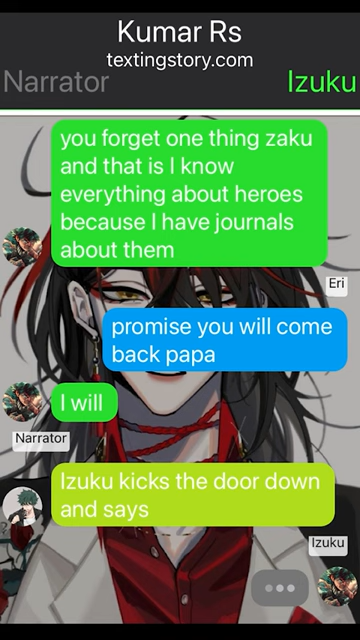 Kumar Rs
textingstory.com
Narrator
Izuku
you forget one thing zaku
and that is I know
everything about heroes
because I have journals
about them
Eri
promise you will come
back papa
I will
Narrator
Izuku kicks the door down
and says
Izuku